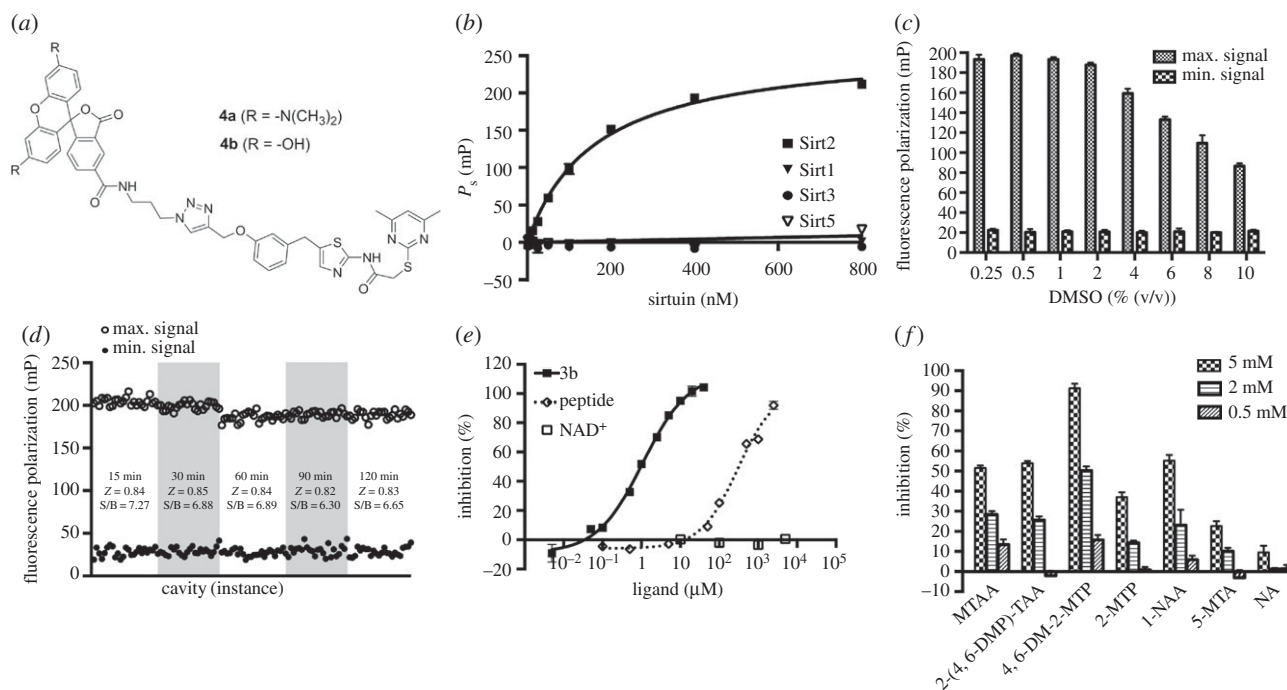 (a)
R
O
O
O
R
4a (R = -N(CH3)2)
4b (R = -OH)
NH
O
N
N=N
O
S
N
NH
O
N
N
S
(b)
250
200
150
100
50
0
−50
Ps (mP)
Sirt2
Sirt1
Sirt3
Sirt5
200
400
600
800
sirtuin (nM)
(c)
200
180
160
140
120
100
80
60
40
20
0
fluorescence polarization (mP)
max. signal
min. signal
0.25 0.5 1 2 4 6 8 10
DMSO (% (v/v))
(d)
max. signal
min. signal
250
200
150
100
50
0
fluorescence polarization (mP)
15 min
Z = 0.84
S/B = 7.27
30 min
Z = 0.85
S/B = 6.88
60 min
Z = 0.84
S/B = 6.89
90 min
Z = 0.82
S/B = 6.30
120 min
Z = 0.83
S/B = 6.65
cavity (instance)
(e)
120
100
80
60
40
20
0
−20
inhibition (%)
3b
peptide
NAD+
10−2 10−1 1 10 102 103 104 105
ligand (μM)
(f)
100
90
80
70
60
50
40
30
20
10
0
−10
inhibition (%)
5 mM
2 mM
0.5 mM
MTAA
2-(4, 6-DMP)-TAA
4, 6-DM-2-MTP
2-MTP
1-NAA
5-MTA
NA